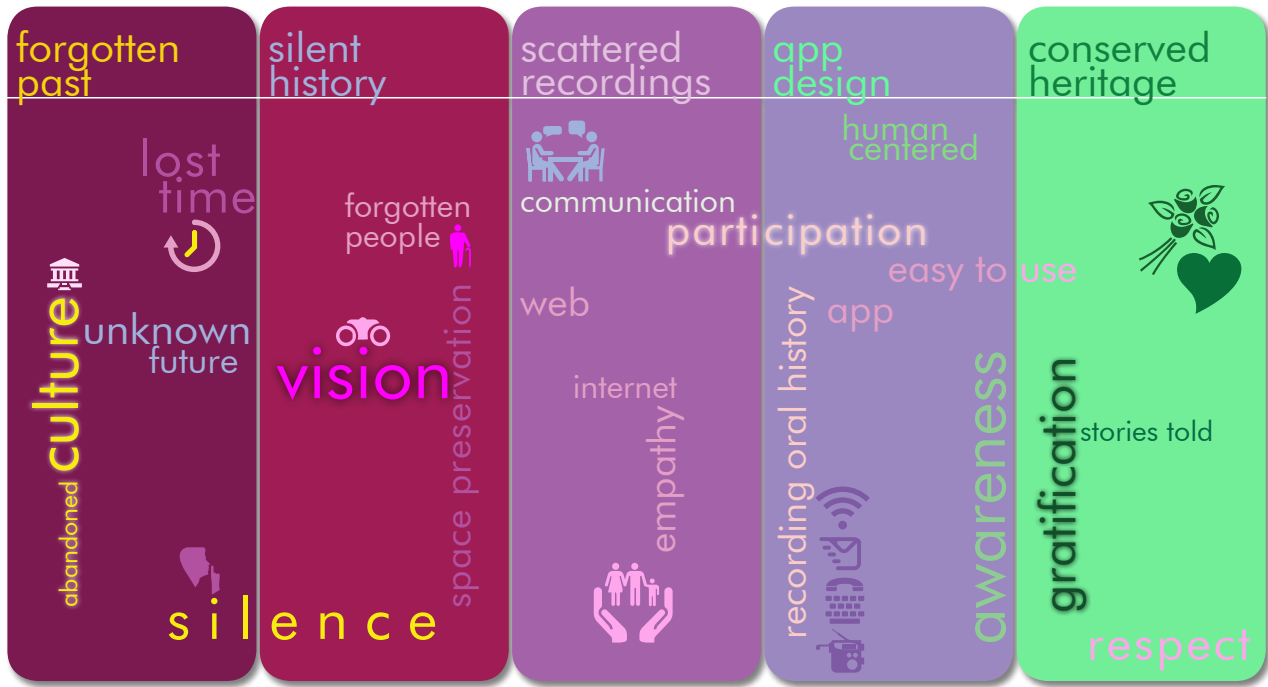 forgotten
past
lost
time
culture
abandoned
unknown
future
silence
silent
history
forgotten
people
vision
space preservation
scattered
recordings
communication
participation
web
internet
empathy
app
design
human
centered
easy to use
app
recording oral history
awareness
conserved
heritage
gratification
stories told
respect